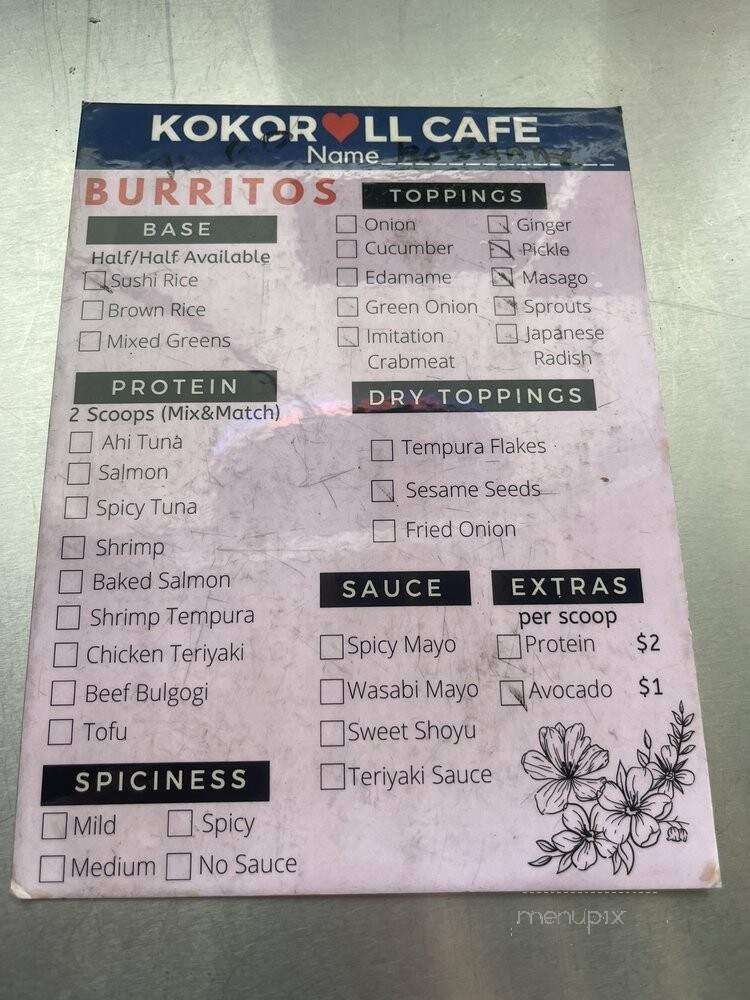 KOKOR❤LL CAFE
Name
BURRITOS
BASE
Half/Half Available
Sushi Rice
Brown Rice
Mixed Greens
PROTEIN
2 Scoops (Mix&Match)
Ahi Tuna
Salmon
Spicy Tuna
Shrimp
Baked Salmon
Shrimp Tempura
Chicken Teriyaki
Beef Bulgogi
Tofu
SPICINESS
Mild Spicy
Medium No Sauce
TOPPINGS
Onion Ginger
Cucumber Pickle
Edamame Masago
Green Onion Sprouts
Imitation Japanese
Crabmeat Radish
DRY TOPPINGS
Tempura Flakes
Sesame Seeds
Fried Onion
SAUCE
Spicy Mayo
Wasabi Mayo
Sweet Shoyu
Teriyaki Sauce
EXTRAS
per scoop
Protein $2
Avocado $1
menupix